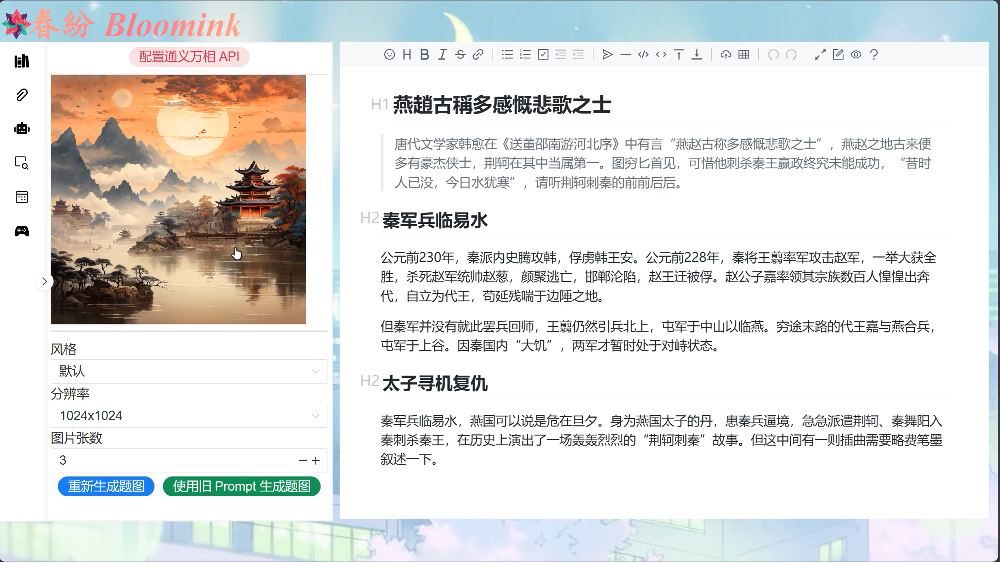 春紛 Bloomink
配置通义万相 API
风格
默认
分辨率
1024x1024
图片张数
3
重新生成题图
使用旧 Prompt 生成题图
H1 燕趙古稱多感慨悲歌之士
唐代文学家韩愈在《送董邵南游河北序》中有言“燕赵古称多感慨悲歌之士”，燕赵之地古来便
多有豪杰侠士，荆轲在其中当属第一。图穷匕首见，可惜他刺杀秦王嬴政终究未能成功，“昔时
人已没，今日水犹寒”，请听荆轲刺秦的前前后后。
H2 秦军兵临易水
公元前230年，秦派内史腾攻韩，俘虏韩王安。公元前228年，秦将王翦率军攻击赵军，一举大获全
胜，杀死赵军统帅赵葱，颜聚逃亡，邯郸沦陷，赵王迁被俘。赵公子嘉率领其宗族数百人惶惶出奔
代，自立为代王，苟延残喘于边陲之地。
但秦军并没有就此罢兵回师，王翦仍然引兵北上，屯军于中山以临燕。穷途末路的代王嘉与燕合兵，
屯军于上谷。因秦国内“大饥”，两军才暂时处于对峙状态。
H2 太子寻机复仇
秦军兵临易水，燕国可以说是危在旦夕。身为燕国太子的丹，患秦兵逼境，急急派遣荆轲、秦舞阳入
秦刺杀秦王，在历史上演出了一场轰轰烈烈的“荆轲刺秦”故事。但这中间有一则插曲需要略费笔墨
叙述一下。